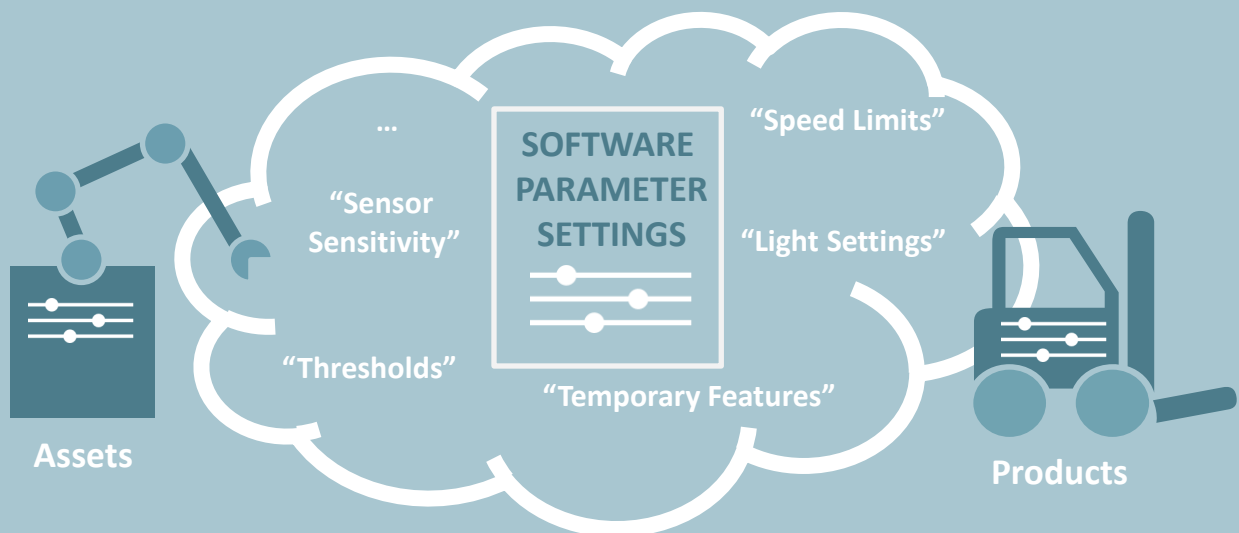 ...
“Sensor
Sensitivity”
“Thresholds”
SOFTWARE
PARAMETER
SETTINGS
“Speed Limits”
“Light Settings”
“Temporary Features”
Assets
Products